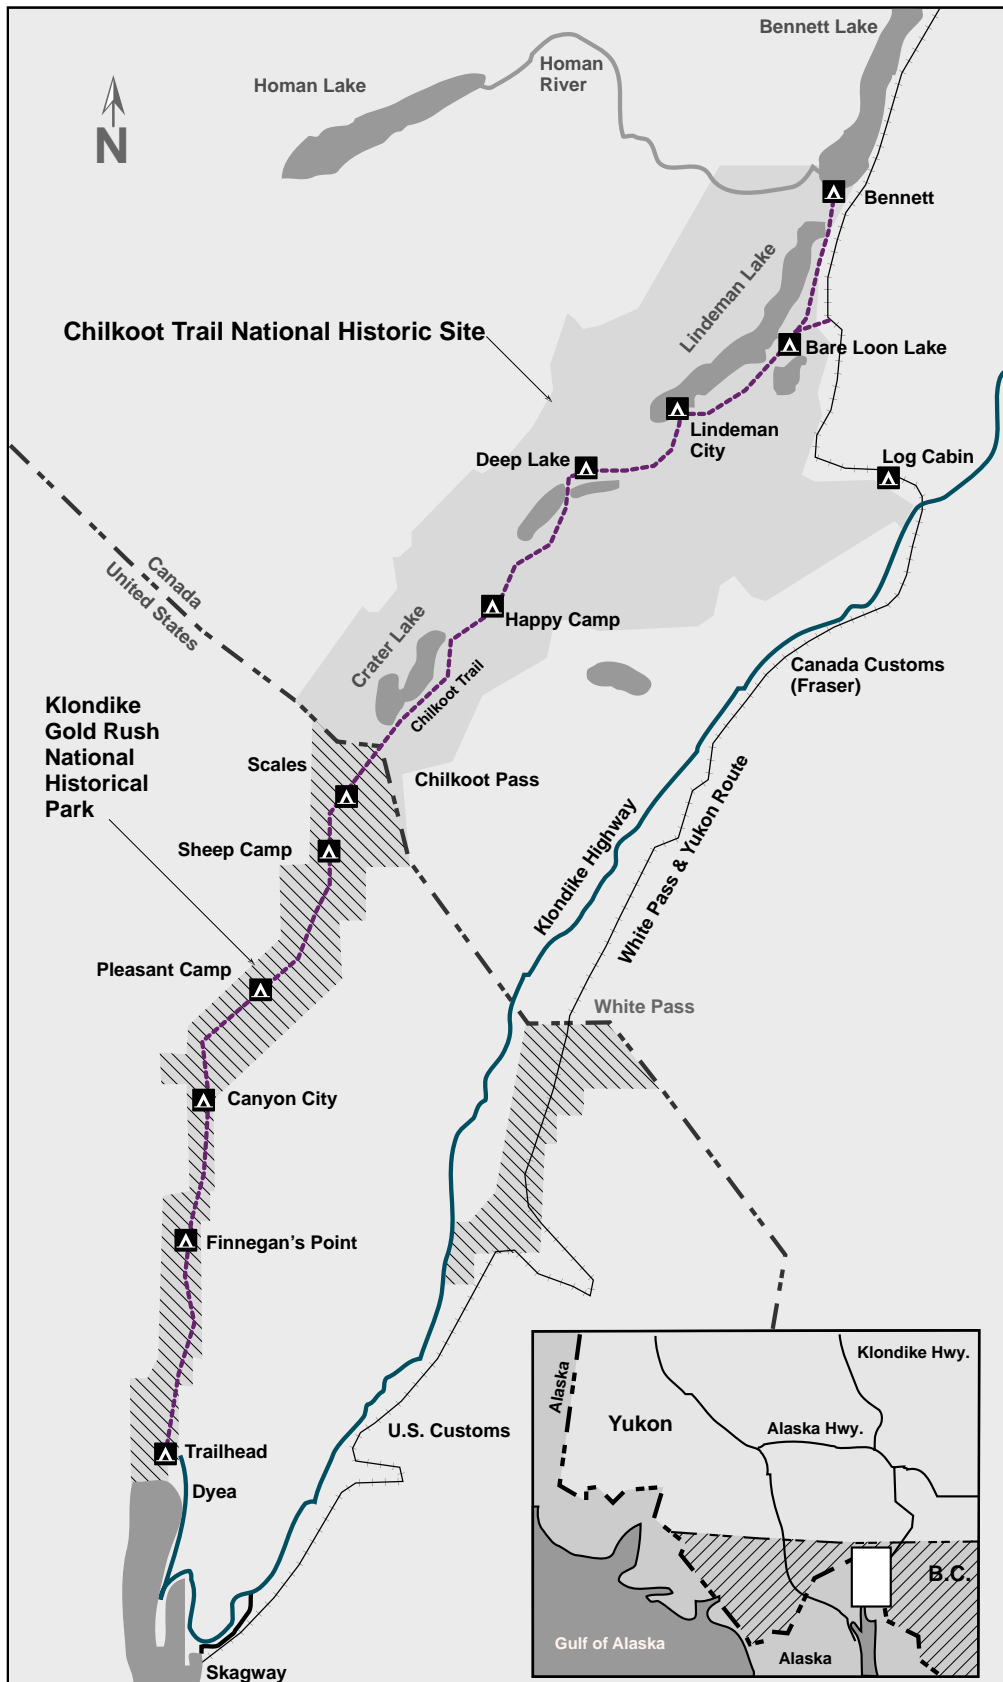 Bennett Lake
Homan
River
Homan Lake
N
Bennett
Lindeman Lake
Chilkoot Trail National Historic Site
Bare Loon Lake
Lindeman
City
Deep Lake
Log Cabin
Canada
United States
Happy Camp
Crater Lake
Chilkoot Trail
Canada Customs
(Fraser)
Klondike
Gold Rush
National
Historical
Park
Scales
Chilkoot Pass
Sheep Camp
Klondike Highway
White Pass & Yukon Route
Pleasant Camp
White Pass
Canyon City
Finnegan's Point
U.S. Customs
Trailhead
Dyea
Skagway
Klondike Hwy.
Alaska
Yukon
Alaska Hwy.
B.C.
Gulf of Alaska
Alaska